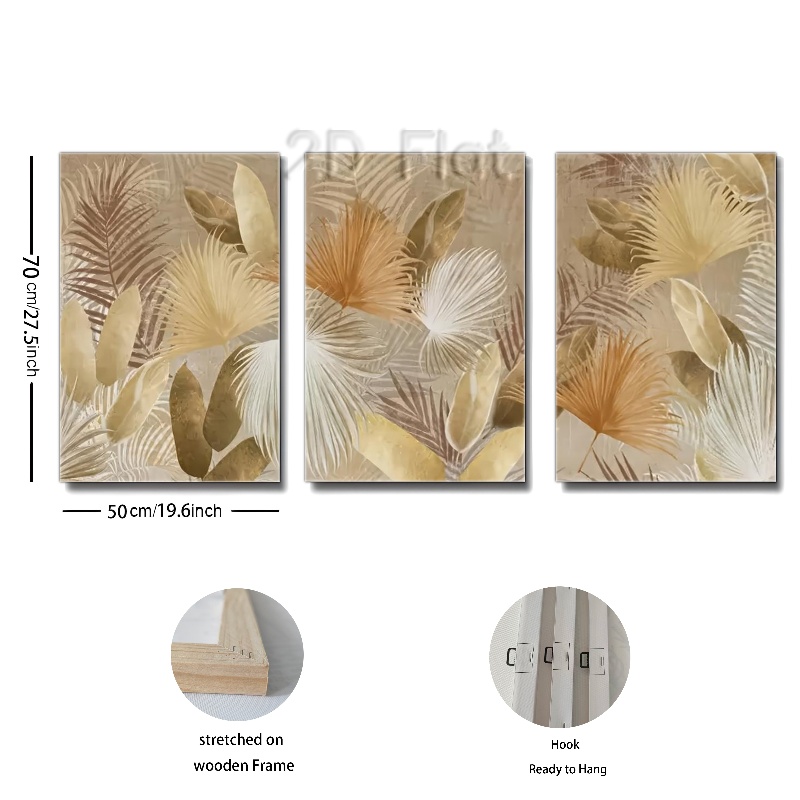 2D Flat
70 cm/27.5inch
50 cm/19.6inch
stretched on
wooden Frame
Hook
Ready to Hang